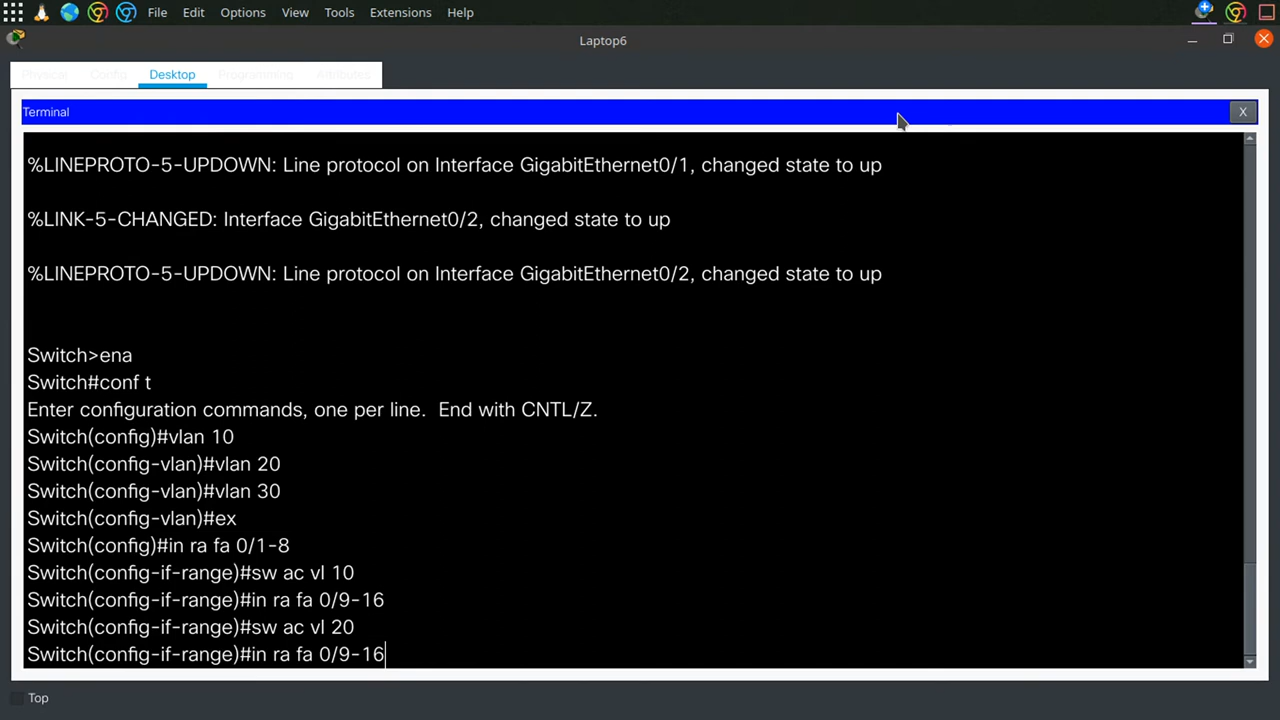 File Edit Options View Tools Extensions Help
Laptop6
Physical Config Desktop Programming Attributes
Terminal
X
%LINEPROTO-5-UPDOWN: Line protocol on Interface GigabitEthernet0/1, changed state to up
%LINK-5-CHANGED: Interface GigabitEthernet0/2, changed state to up
%LINEPROTO-5-UPDOWN: Line protocol on Interface GigabitEthernet0/2, changed state to up
Switch>ena
Switch#conf t
Enter configuration commands, one per line.  End with CNTL/Z.
Switch(config)#vlan 10
Switch(config-vlan)#vlan 20
Switch(config-vlan)#vlan 30
Switch(config-vlan)#ex
Switch(config)#in ra fa 0/1-8
Switch(config-if-range)#sw ac vl 10
Switch(config-if-range)#in ra fa 0/9-16
Switch(config-if-range)#sw ac vl 20
Switch(config-if-range)#in ra fa 0/9-16
Top